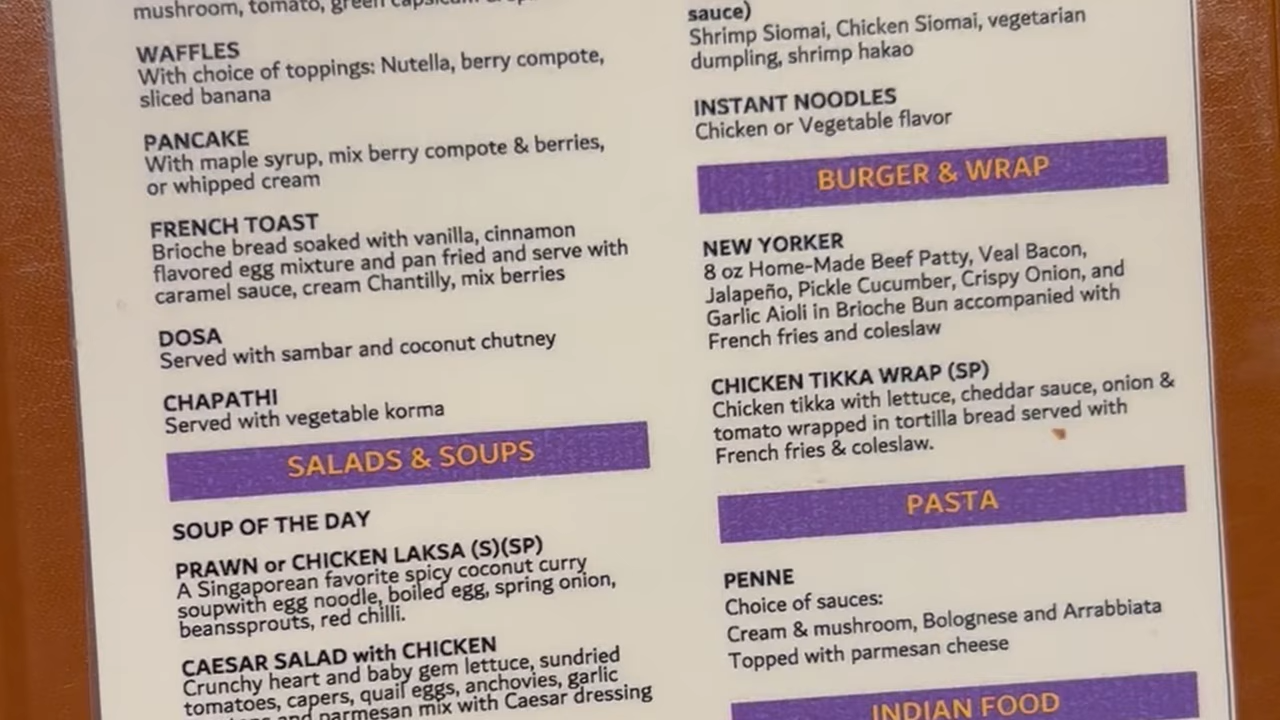 mushroom, tomato, green capsicum
WAFFLES
With choice of toppings: Nutella, berry compote,
sliced banana
PANCAKE
With maple syrup, mix berry compote & berries,
or whipped cream
FRENCH TOAST
Brioche bread soaked with vanilla, cinnamon
flavored egg mixture and pan fried and serve with
caramel sauce, cream Chantilly, mix berries
DOSA
Served with sambar and coconut chutney
CHAPATHI
Served with vegetable korma
SALADS & SOUPS
SOUP OF THE DAY
PRAWN or CHICKEN LAKSA (S)(SP)
A Singaporean favorite spicy coconut curry
soupwith egg noodle, boiled egg, spring onion,
beanssprouts, red chilli.
CAESAR SALAD with CHICKEN
Crunchy heart and baby gem lettuce, sundried
tomatoes, capers, quail eggs, anchovies, garlic
and parmesan mix with Caesar dressing
sauce)
Shrimp Siomai, Chicken Siomai, vegetarian
dumpling, shrimp hakao
INSTANT NOODLES
Chicken or Vegetable flavor
BURGER & WRAP
NEW YORKER
8 oz Home-Made Beef Patty, Veal Bacon,
Jalapeño, Pickle Cucumber, Crispy Onion, and
Garlic Aioli in Brioche Bun accompanied with
French fries and coleslaw
CHICKEN TIKKA WRAP (SP)
Chicken tikka with lettuce, cheddar sauce, onion &
tomato wrapped in tortilla bread served with
French fries & coleslaw.
PASTA
PENNE
Choice of sauces:
Cream & mushroom, Bolognese and Arrabbiata
Topped with parmesan cheese
INDIAN FOOD